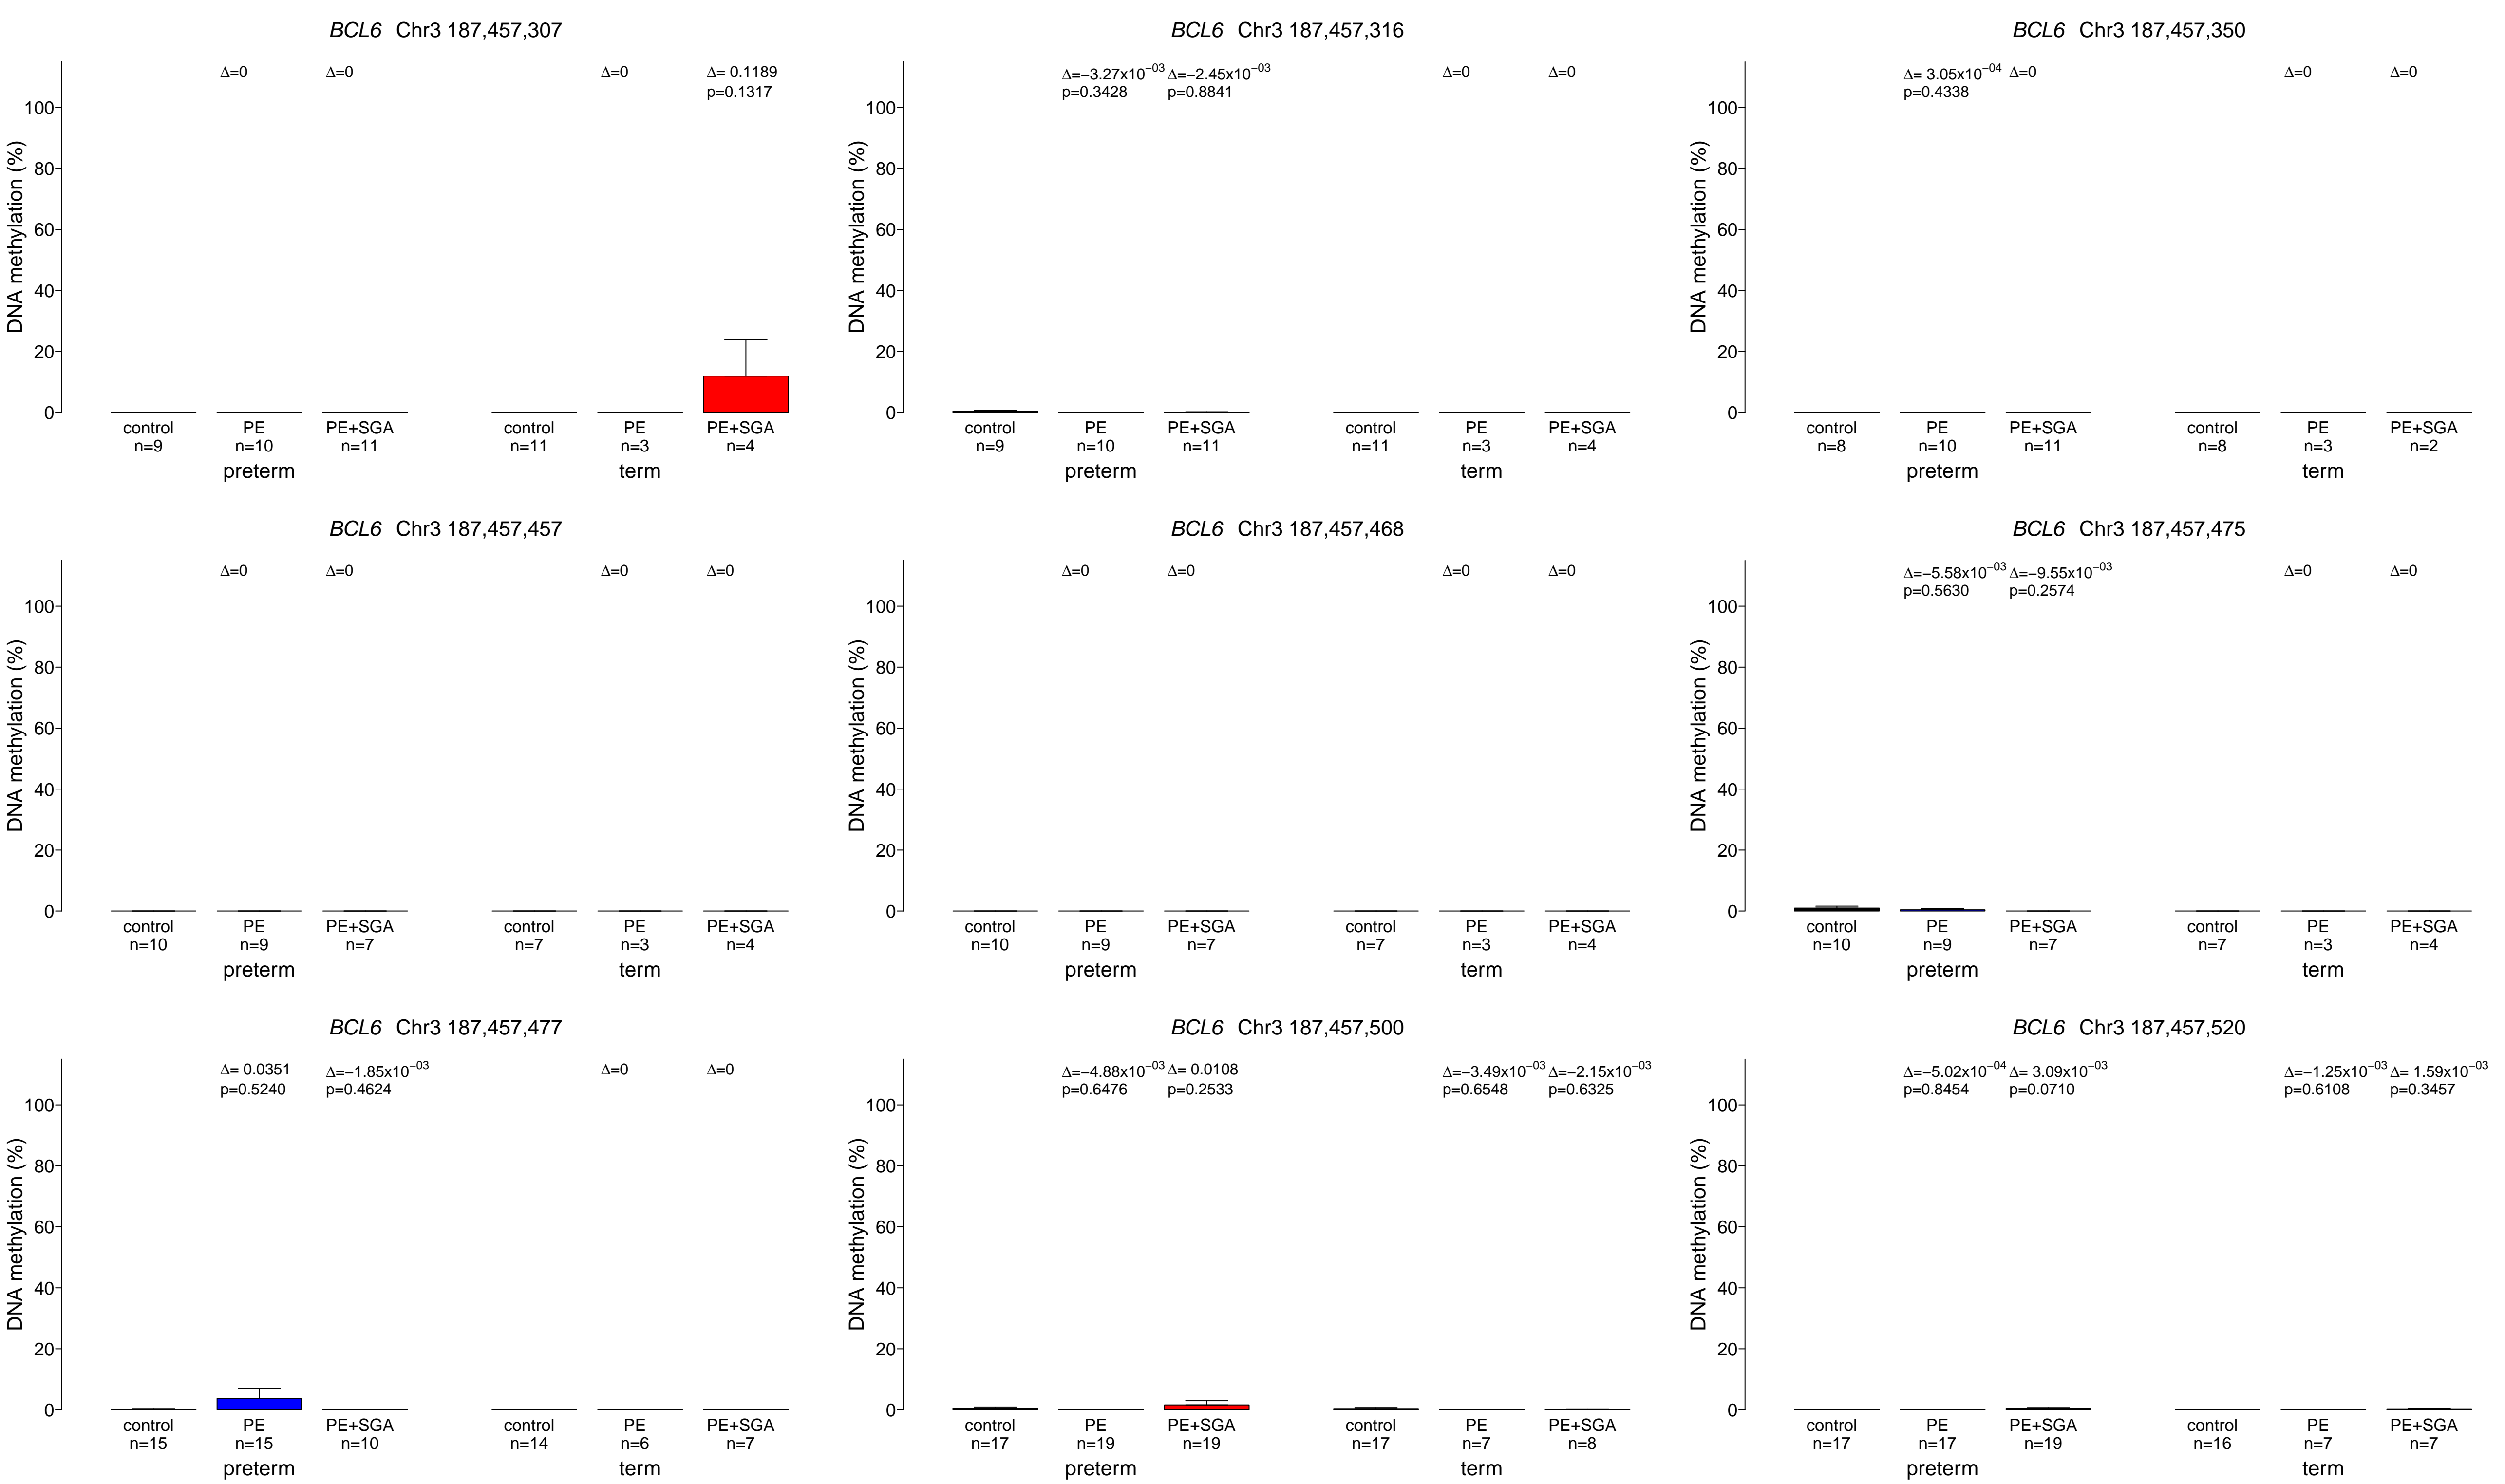 BCL6 Chr3 187,457,307
Δ=0 Δ=0 Δ=0 Δ= 0.1189
p=0.1317
100
80
60
40
20
0
DNA methylation (%)
control PE PE+SGA control PE PE+SGA
n=9 n=10 n=11 n=11 n=3 n=4
preterm term
BCL6 Chr3 187,457,316
Δ=−3.27x10⁻⁰³ Δ=−2.45x10⁻⁰³ Δ=0 Δ=0
p=0.3428 p=0.8841
100
80
60
40
20
0
DNA methylation (%)
control PE PE+SGA control PE PE+SGA
n=9 n=10 n=11 n=11 n=3 n=4
preterm term
BCL6 Chr3 187,457,350
Δ= 3.05x10⁻⁰⁴ Δ=0 Δ=0 Δ=0
p=0.4338
100
80
60
40
20
0
DNA methylation (%)
control PE PE+SGA control PE PE+SGA
n=8 n=10 n=11 n=8 n=3 n=2
preterm term
BCL6 Chr3 187,457,457
Δ=0 Δ=0 Δ=0 Δ=0
100
80
60
40
20
0
DNA methylation (%)
control PE PE+SGA control PE PE+SGA
n=10 n=9 n=7 n=7 n=3 n=4
preterm term
BCL6 Chr3 187,457,468
Δ=0 Δ=0 Δ=0 Δ=0
100
80
60
40
20
0
DNA methylation (%)
control PE PE+SGA control PE PE+SGA
n=10 n=9 n=7 n=7 n=3 n=4
preterm term
BCL6 Chr3 187,457,475
Δ=−5.58x10⁻⁰³ Δ=−9.55x10⁻⁰³ Δ=0 Δ=0
p=0.5630 p=0.2574
100
80
60
40
20
0
DNA methylation (%)
control PE PE+SGA control PE PE+SGA
n=10 n=9 n=7 n=7 n=3 n=4
preterm term
BCL6 Chr3 187,457,477
Δ= 0.0351 Δ=−1.85x10⁻⁰³ Δ=0 Δ=0
p=0.5240 p=0.4624
100
80
60
40
20
0
DNA methylation (%)
control PE PE+SGA control PE PE+SGA
n=15 n=15 n=10 n=14 n=6 n=7
preterm term
BCL6 Chr3 187,457,500
Δ=−4.88x10⁻⁰³ Δ= 0.0108 Δ=−3.49x10⁻⁰³ Δ=−2.15x10⁻⁰³
p=0.6476 p=0.2533 p=0.6548 p=0.6325
100
80
60
40
20
0
DNA methylation (%)
control PE PE+SGA control PE PE+SGA
n=17 n=19 n=19 n=17 n=7 n=8
preterm term
BCL6 Chr3 187,457,520
Δ=−5.02x10⁻⁰⁴ Δ= 3.09x10⁻⁰³ Δ=−1.25x10⁻⁰³ Δ= 1.59x10⁻⁰³
p=0.8454 p=0.0710 p=0.6108 p=0.3457
100
80
60
40
20
0
DNA methylation (%)
control PE PE+SGA control PE PE+SGA
n=17 n=17 n=19 n=16 n=7 n=7
preterm term